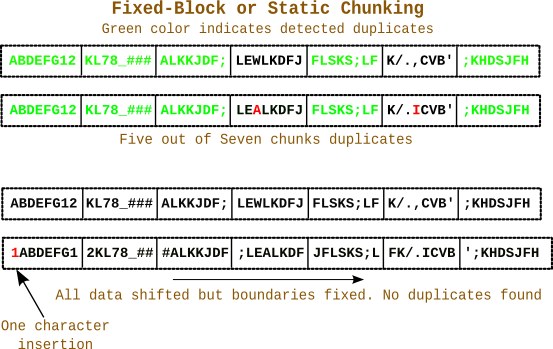 Fixed-Block or Static Chunking
Green color indicates detected duplicates
ABDEFG12 KL78_### ALKKJDF; LEWLKDFJ FLSKS;LF K/.,CVB' ;KHDSJFH
ABDEFG12 KL78_### ALKKJDF; LEALKDFJ FLSKS;LF K/.ICVB' ;KHDSJFH
Five out of Seven chunks duplicates
ABDEFG12 KL78_### ALKKJDF; LEWLKDFJ FLSKS;LF K/.,CVB' ;KHDSJFH
1ABDEFG1 2KL78_## #ALKKJDF ;LEALKDF JFLSKS;L FK/.ICVB ';KHDSJFH
All data shifted but boundaries fixed. No duplicates found
One character
insertion